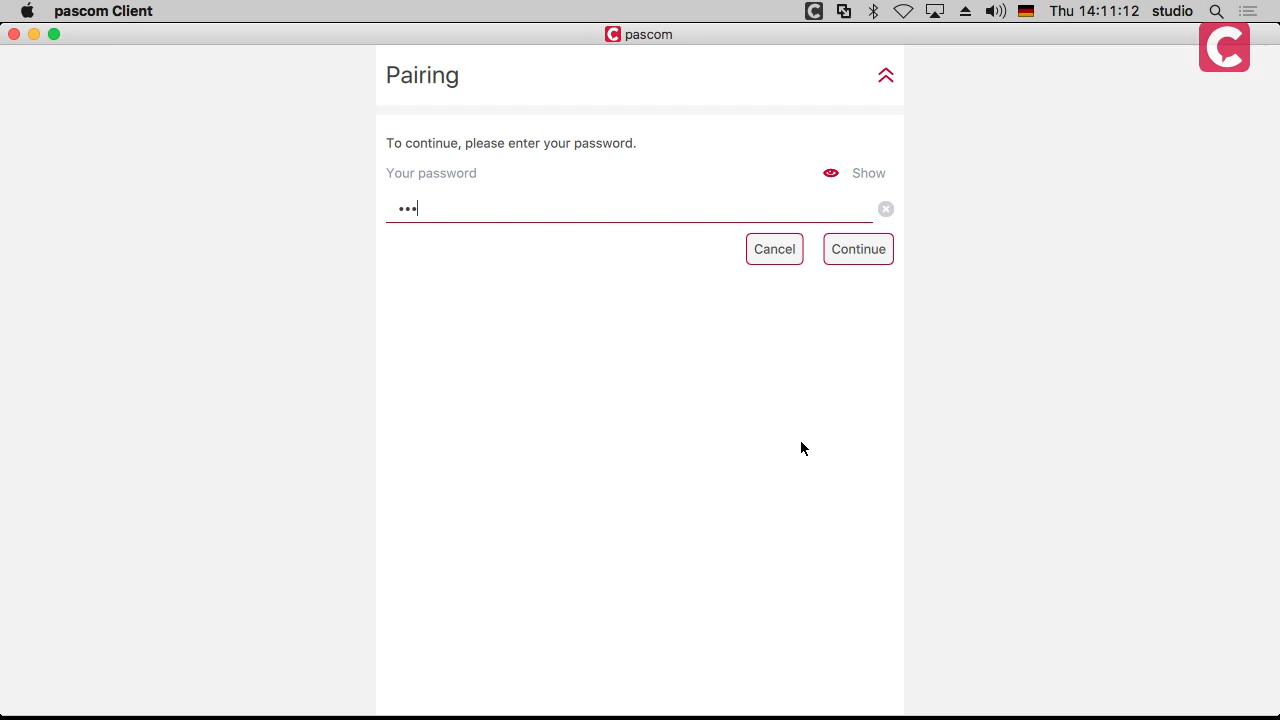 pascom Client
Thu 14:11:12 studio
pascom
Pairing
To continue, please enter your password.
Your password
Show
•••
Cancel
Continue